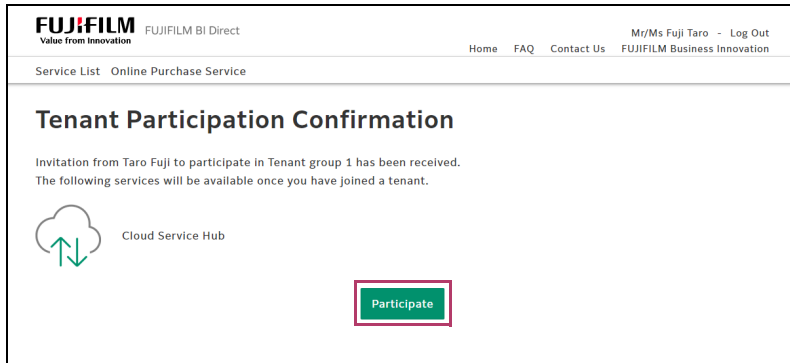 FUJIFILM
Value from Innovation
FUJIFILM BI Direct
Mr/Ms Fuji Taro - Log Out
Home FAQ Contact Us FUJIFILM Business Innovation
Service List Online Purchase Service
Tenant Participation Confirmation
Invitation from Taro Fuji to participate in Tenant group 1 has been received.
The following services will be available once you have joined a tenant.
Cloud Service Hub
Participate